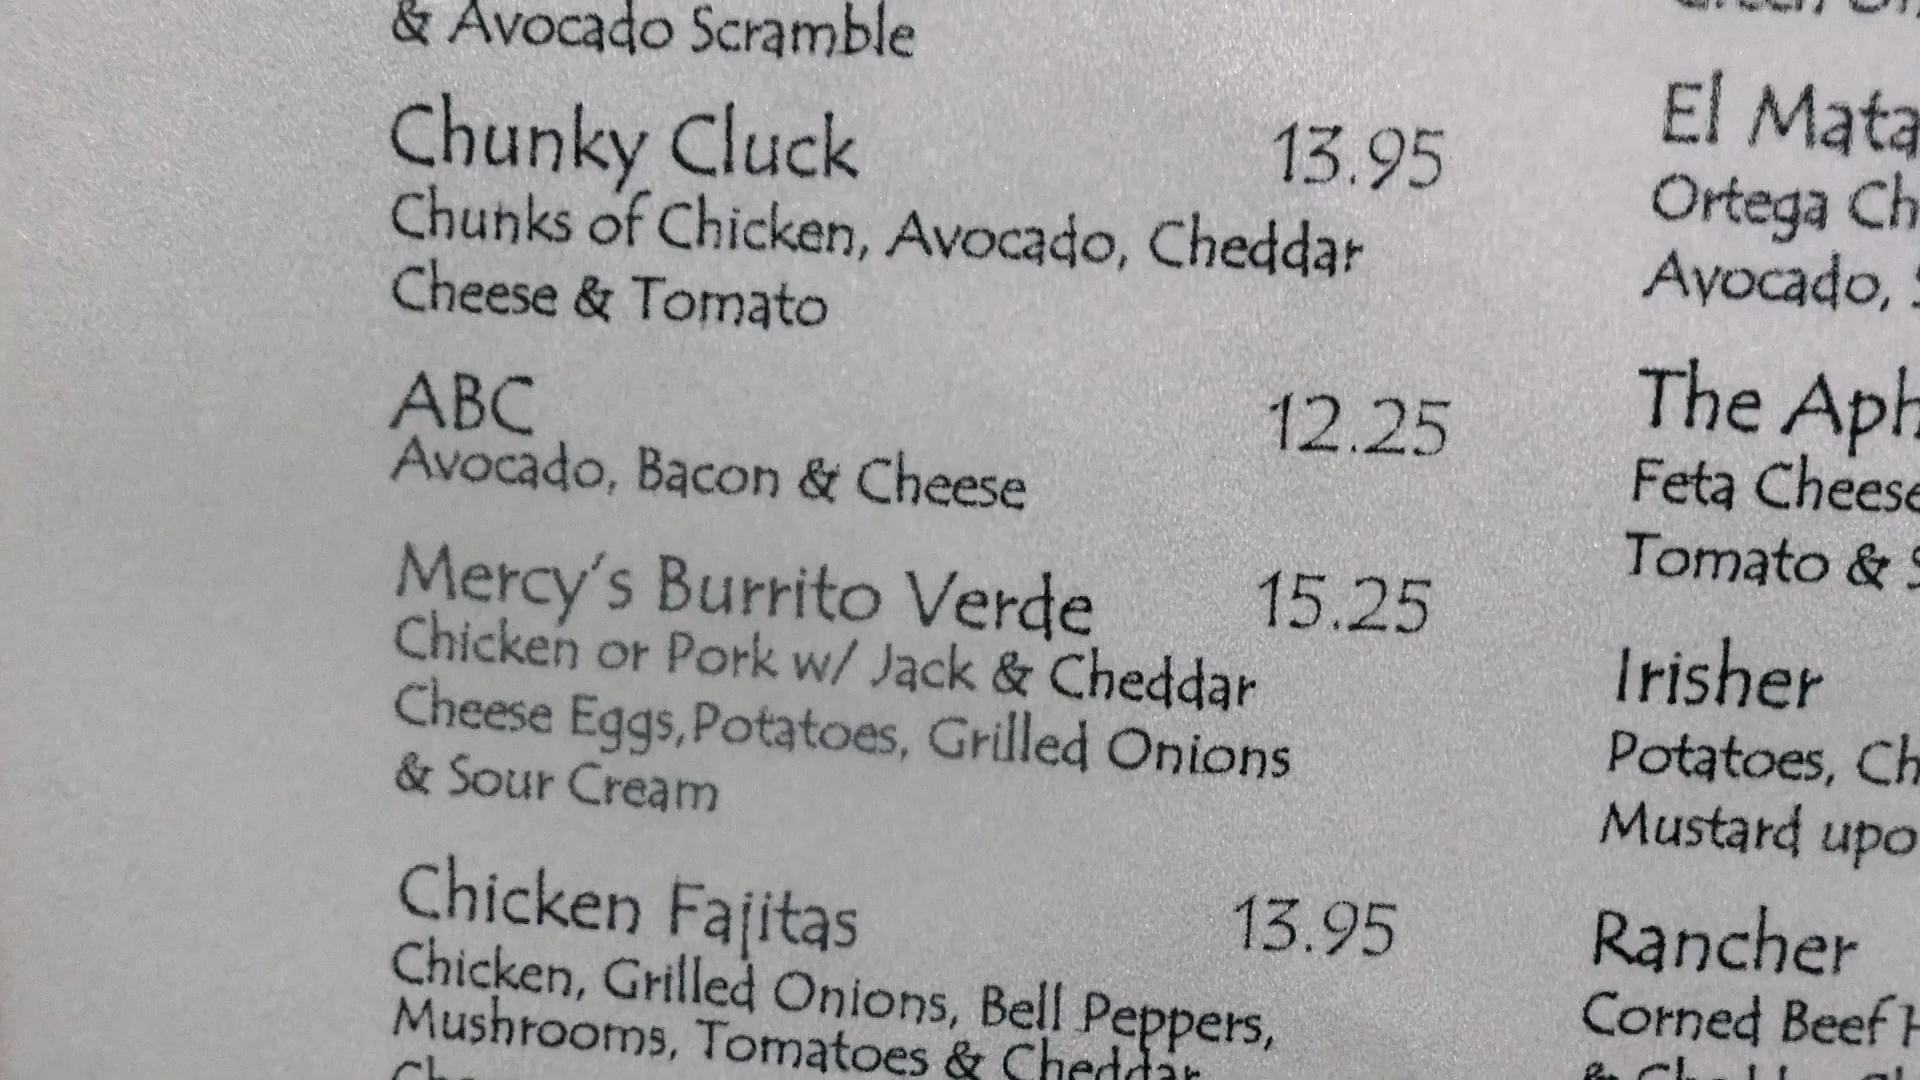 & Avocado Scramble
Chunky Cluck 13.95
Chunks of Chicken, Avocado, Cheddar
Cheese & Tomato
ABC 12.25
Avocado, Bacon & Cheese
Mercy's Burrito Verde 15.25
Chicken or Pork w/ Jack & Cheddar
Cheese Eggs,Potatoes, Grilled Onions
& Sour Cream
Chicken Fajitas 13.95
Chicken, Grilled Onions, Bell Peppers,
Mushrooms, Tomatoes & Cheddar
El
Ortega
Avocado,
The
Feta Cheese
Tomato &
Irisher
Potatoes,
Mustard
Rancher
Corned Beef
&